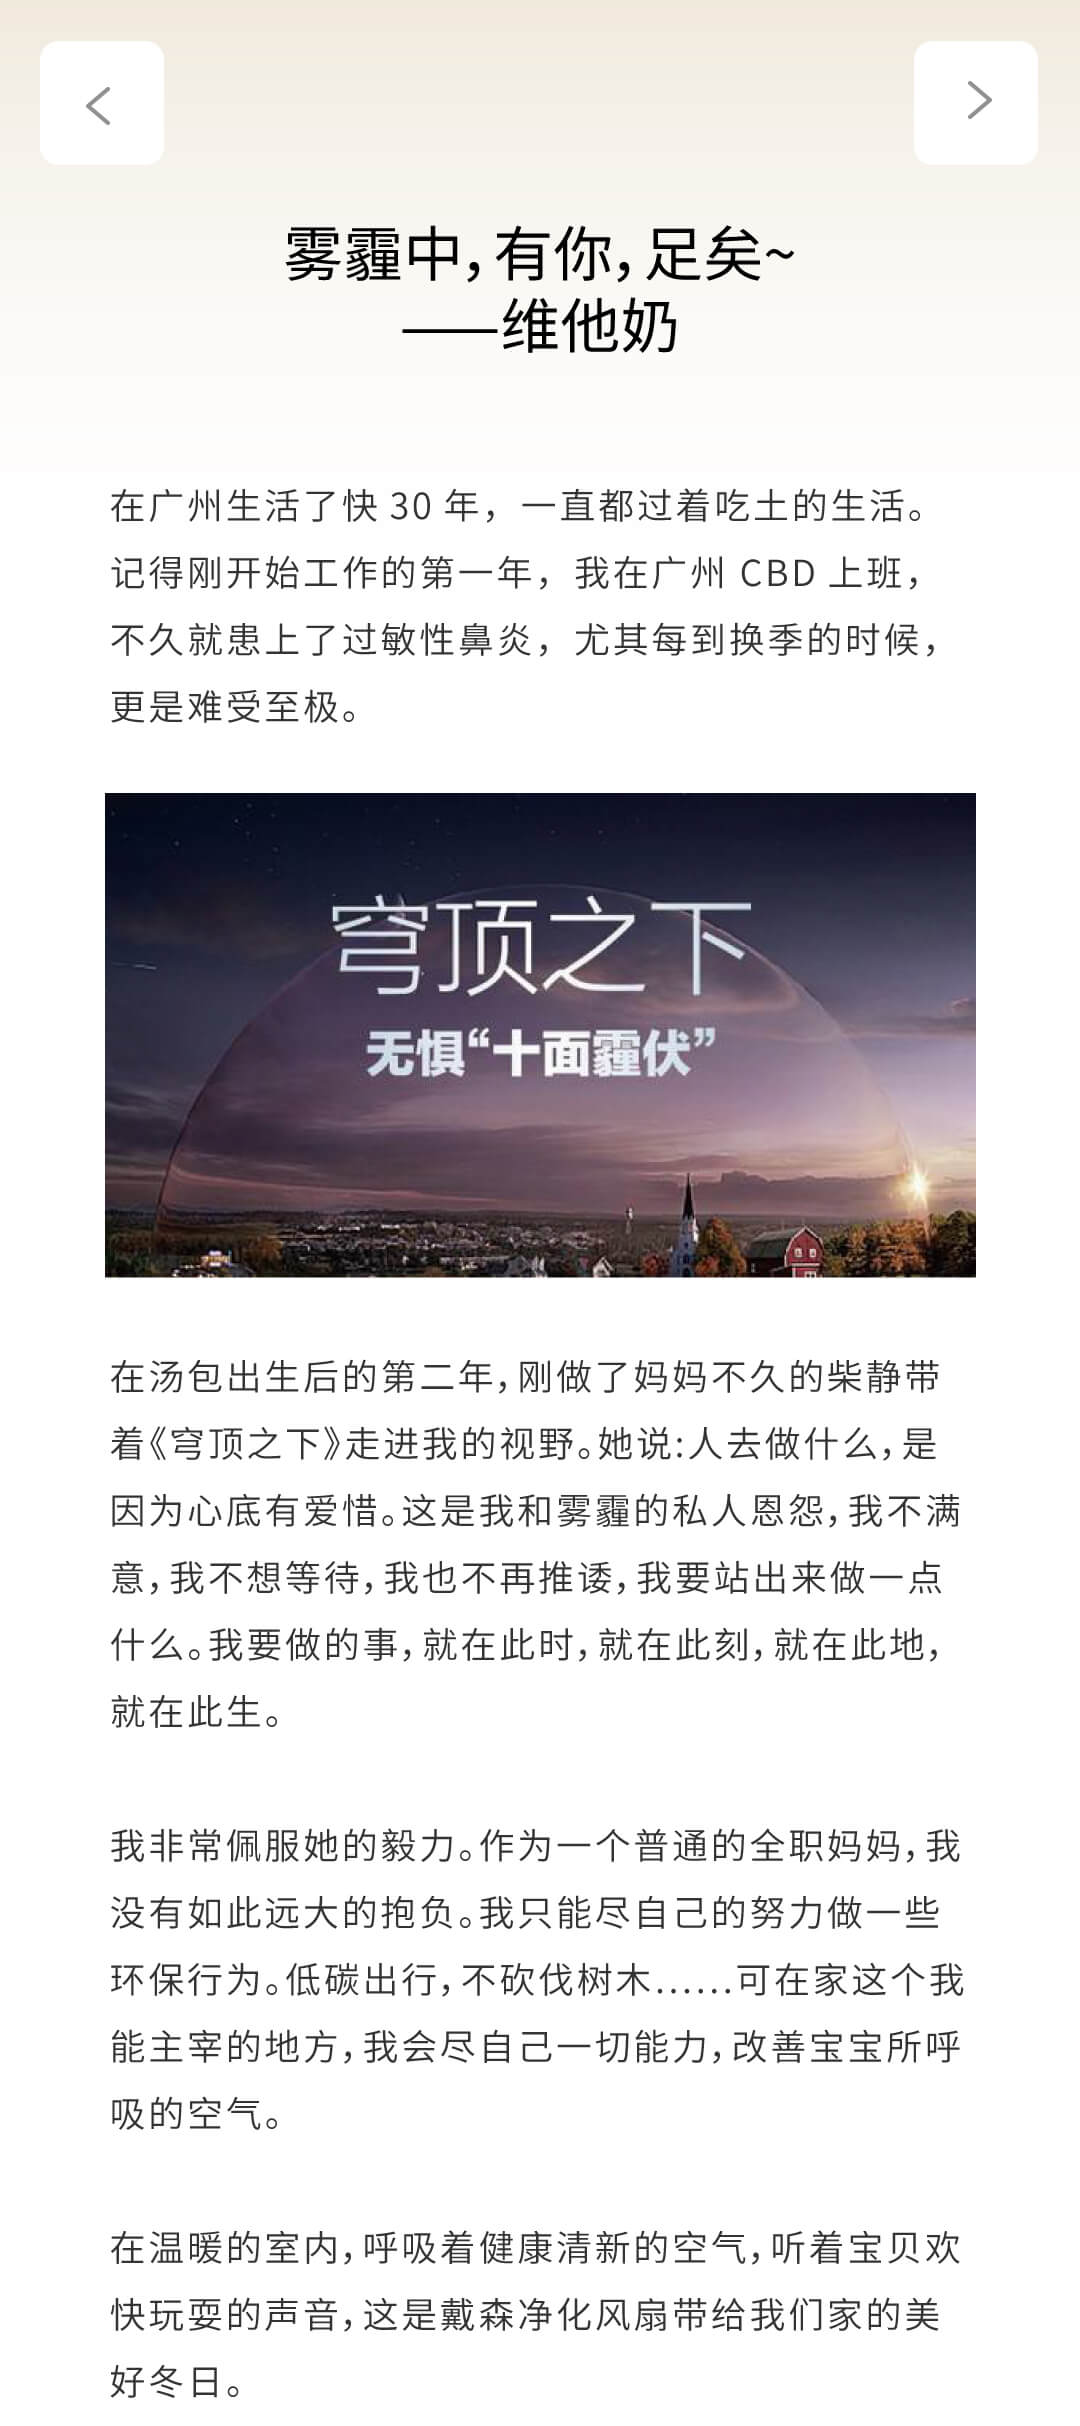 雾霾中，有你，足矣~
——维他奶
在广州生活了快 30 年，一直都过着吃土的生活。
记得刚开始工作的第一年，我在广州 CBD 上班，
不久就患上了过敏性鼻炎，尤其每到换季的时候，
更是难受至极。
穹顶之下
无惧“十面霾伏”
在汤包出生后的第二年，刚做了妈妈不久的柴静带
着《穹顶之下》走进我的视野。她说：人去做什么，是
因为心底有爱惜。这是我和雾霾的私人恩怨，我不满
意，我不想等待，我也不再推诿，我要站出来做一点
什么。我要做的事，就在此时，就在此刻，就在此地，
就在此生。
我非常佩服她的毅力。作为一个普通的全职妈妈，我
没有如此远大的抱负。我只能尽自己的努力做一些
环保行为。低碳出行，不砍伐树木……可在家这个我
能主宰的地方，我会尽自己一切能力，改善宝宝所呼
吸的空气。
在温暖的室内，呼吸着健康清新的空气，听着宝贝欢
快玩耍的声音，这是戴森净化风扇带给我们家的美
好冬日。